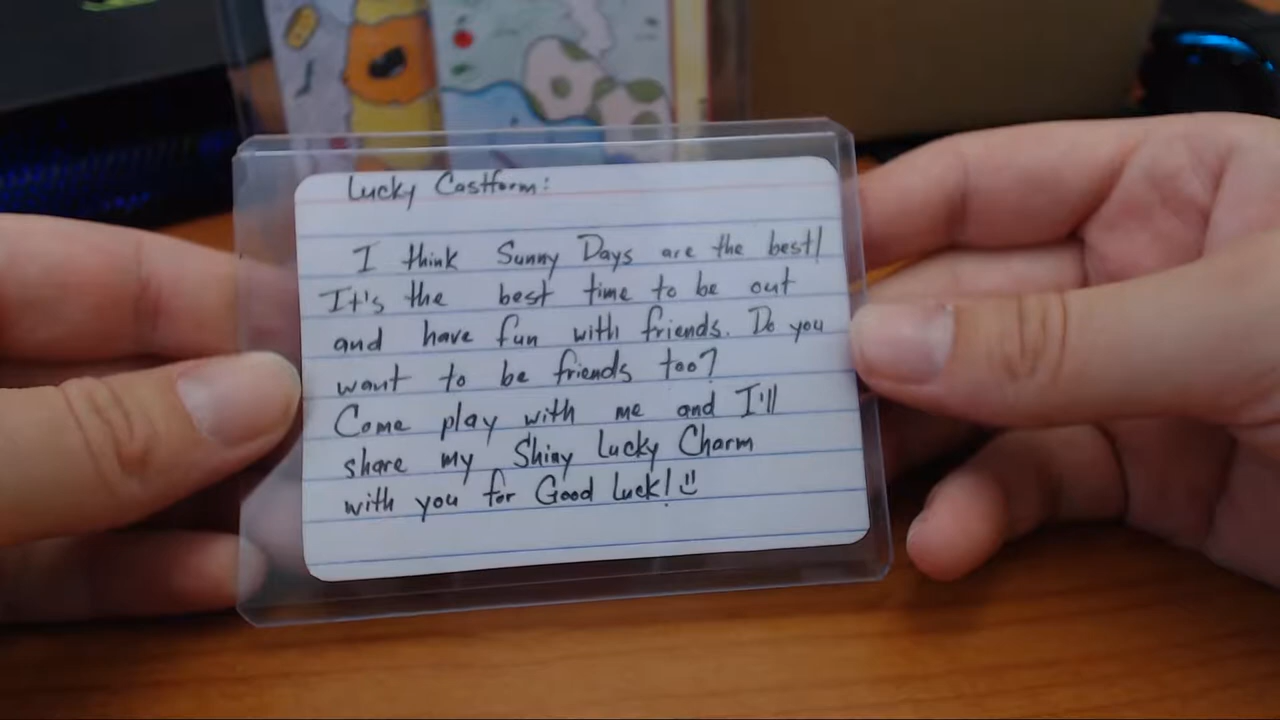 Lucky Castform:
I think Sunny Days are the best!
It's the best time to be out
and have fun with friends. Do you
want to be friends too?
Come play with me and I'll
share my Shiny Lucky Charm
with you for Good Luck! :)